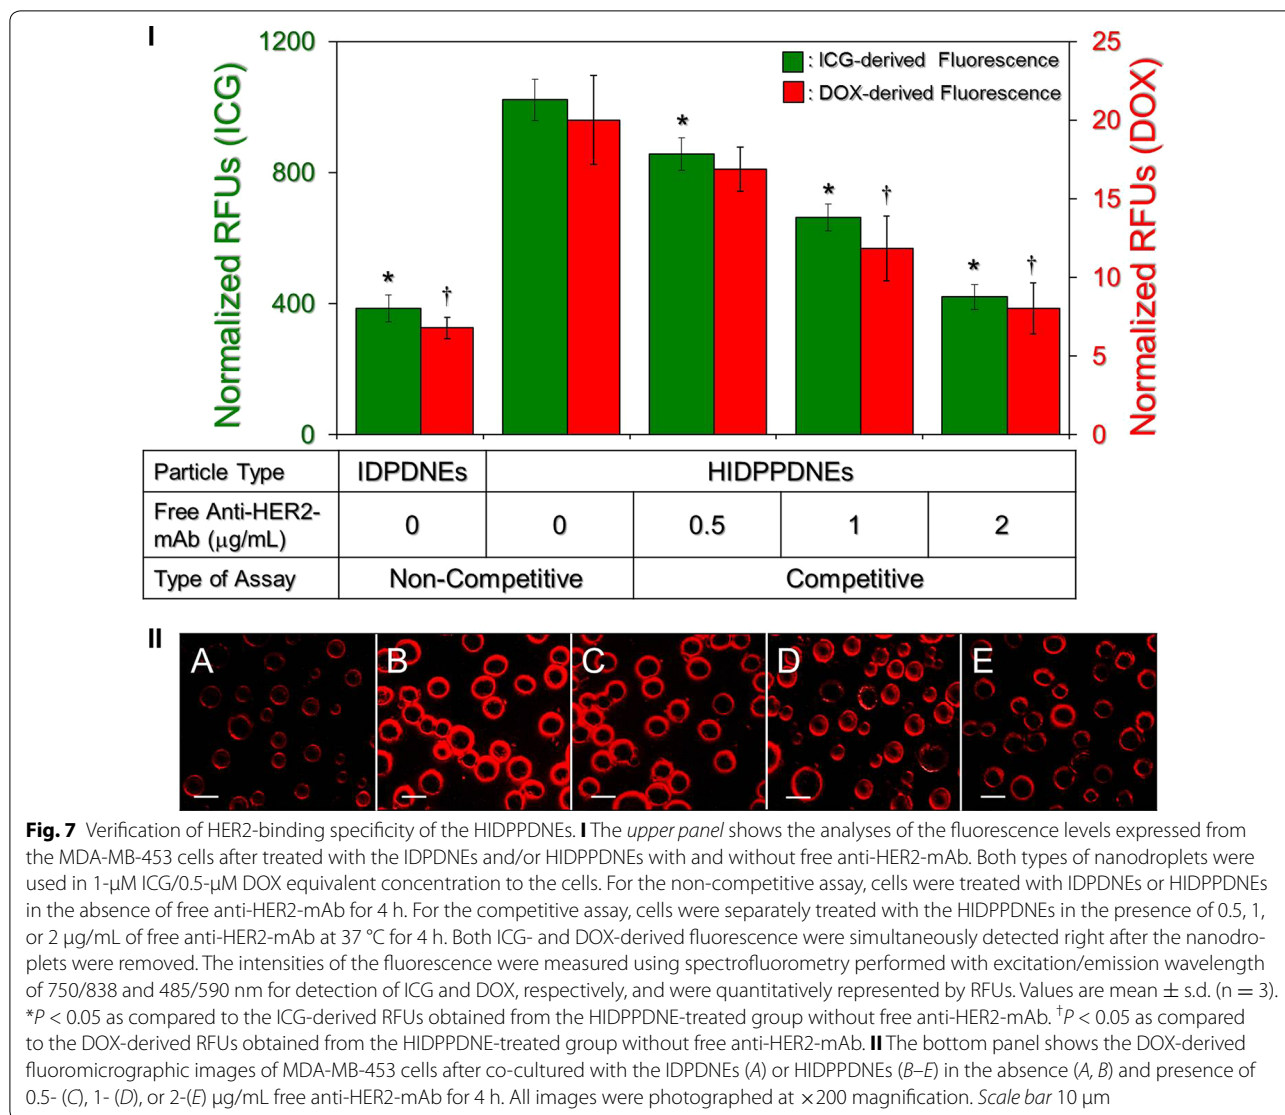 I
1200
800
400
0
Normalized RFUs (ICG)
25
20
15
10
5
0
Normalized RFUs (DOX)
: ICG-derived Fluorescence
: DOX-derived Fluorescence
* † * * † * †
Particle Type IDPDNEs HIDPPDNEs
Free Anti-HER2-
mAb (μg/mL) 0 0 0.5 1 2
Type of Assay Non-Competitive Competitive
II
A B C D E
Fig. 7 Verification of HER2-binding specificity of the HIDPPDNEs. I The upper panel shows the analyses of the fluorescence levels expressed from
the MDA-MB-453 cells after treated with the IDPDNEs and/or HIDPPDNEs with and without free anti-HER2-mAb. Both types of nanodroplets were
used in 1-μM ICG/0.5-μM DOX equivalent concentration to the cells. For the non-competitive assay, cells were treated with IDPDNEs or HIDPPDNEs
in the absence of free anti-HER2-mAb for 4 h. For the competitive assay, cells were separately treated with the HIDPPDNEs in the presence of 0.5, 1,
or 2 μg/mL of free anti-HER2-mAb at 37 °C for 4 h. Both ICG- and DOX-derived fluorescence were simultaneously detected right after the nanodro-
plets were removed. The intensities of the fluorescence were measured using spectrofluorometry performed with excitation/emission wavelength
of 750/838 and 485/590 nm for detection of ICG and DOX, respectively, and were quantitatively represented by RFUs. Values are mean ± s.d. (n = 3).
*P < 0.05 as compared to the ICG-derived RFUs obtained from the HIDPPDNE-treated group without free anti-HER2-mAb. †P < 0.05 as compared
to the DOX-derived RFUs obtained from the HIDPPDNE-treated group without free anti-HER2-mAb. II The bottom panel shows the DOX-derived
fluoromicrographic images of MDA-MB-453 cells after co-cultured with the IDPDNEs (A) or HIDPPDNEs (B–E) in the absence (A, B) and presence of
0.5- (C), 1- (D), or 2-(E) μg/mL free anti-HER2-mAb for 4 h. All images were photographed at ×200 magnification. Scale bar 10 μm